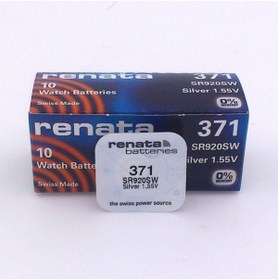 renata
371
10
SR920SW
Watch Batteries
Silver 1.55V
Swiss Made
0%
renata
371
10
SR920SW
Watch Batteries
Silver 1.55V
Swiss Made
0%
renata
batteries
371
SR920SW
Silver 1.55V
the swiss power source